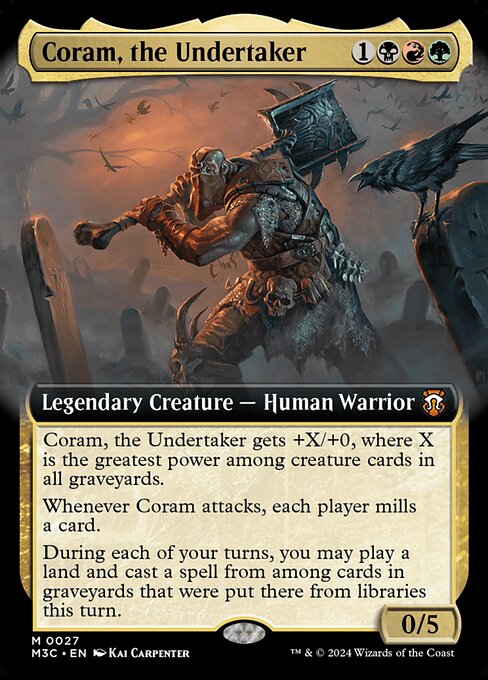 Coram, the Undertaker 1
Legendary Creature — Human Warrior
Coram, the Undertaker gets +X/+0, where X
is the greatest power among creature cards in
all graveyards.
Whenever Coram attacks, each player mills
a card.
During each of your turns, you may play a
land and cast a spell from among cards in
graveyards that were put there from libraries
this turn.
0/5
M 0027
M3C • EN Kai Carpenter
™ & © 2024 Wizards of the Coast